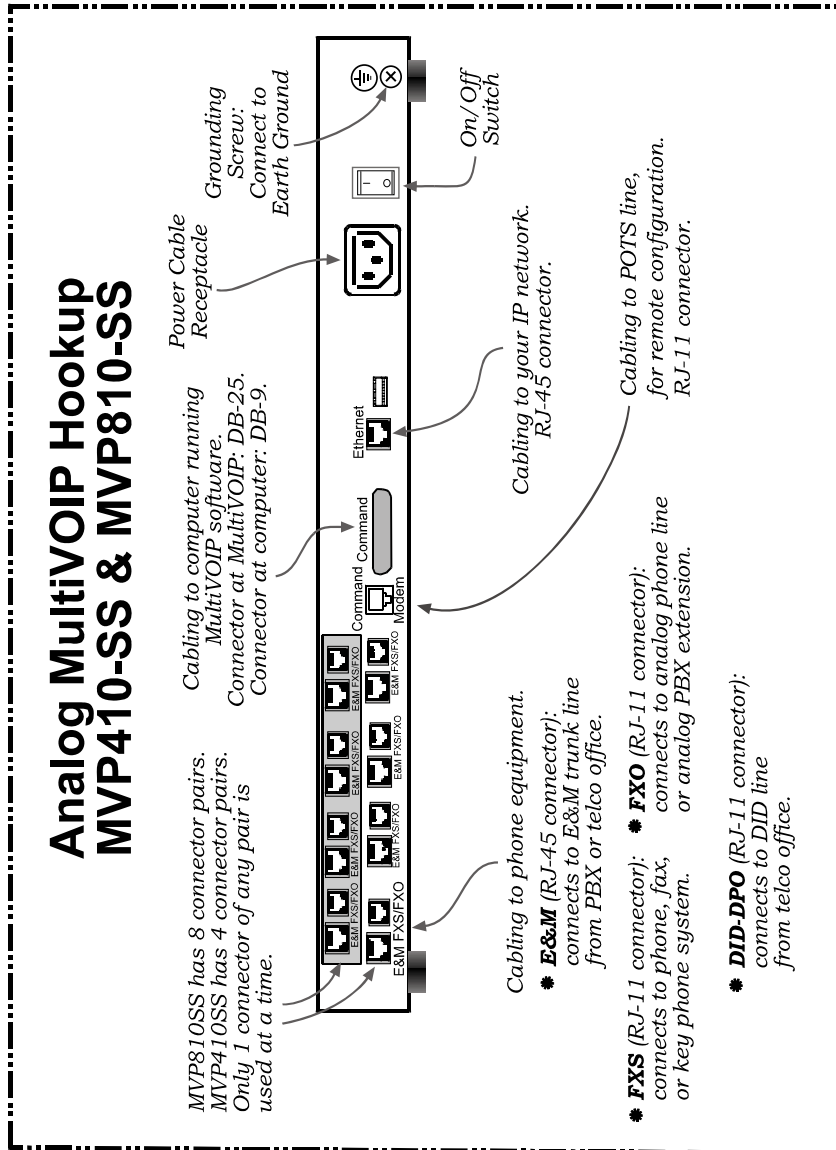 Analog MultiVOIP Hookup
MVP410-SS & MVP810-SS
MVP810SS has 8 connector pairs.
MVP410SS has 4 connector pairs.
Only 1 connector of any pair is
used at a time.
Cabling to computer running
MultiVOIP software.
Connector at MultiVOIP: DB-25.
Connector at computer: DB-9.
Power Cable
Receptacle
Grounding
Screw:
Connect to
Earth Ground
E&M FXS/FXO
E&M FXS/FXO
E&M FXS/FXO
E&M FXS/FXO
E&M FXS/FXO
E&M FXS/FXO
E&M FXS/FXO
E&M FXS/FXO
Command
Modem
Command
Ethernet
On/Off
Switch
Cabling to your IP network.
RJ-45 connector.
Cabling to POTS line,
for remote configuration.
RJ-11 connector.
Cabling to phone equipment.
E&M (RJ-45 connector):
connects to E&M trunk line
from PBX or telco office.
FXS (RJ-11 connector):
connects to phone, fax,
or key phone system.
FXO (RJ-11 connector):
connects to analog phone line
or analog PBX extension.
DID-DPO (RJ-11 connector):
connects to DID line
from telco office.